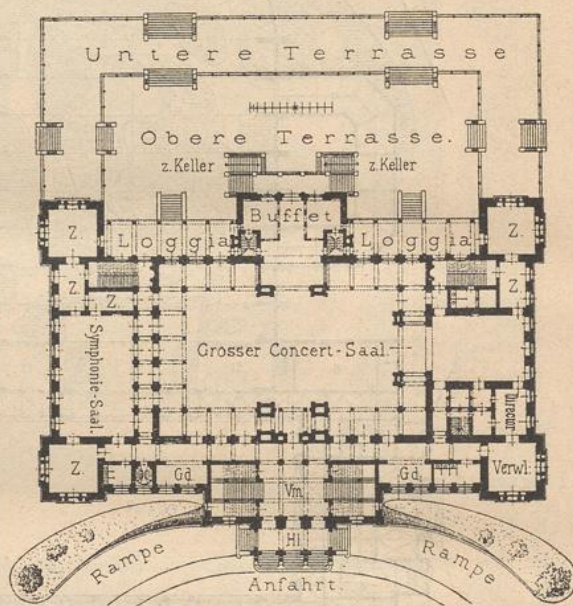 Untere Terrasse
Obere Terrasse.
z.Keller z.Keller
Buffet
Z. Loggia Loggia Z.
Z. Z
Z.
Symphonie-Saal.
Grosser Concert-Saal.
Director
Z. Gd. Gd. Verwl.
Vm.
Hl
Rampe Rampe
Anfahrt.